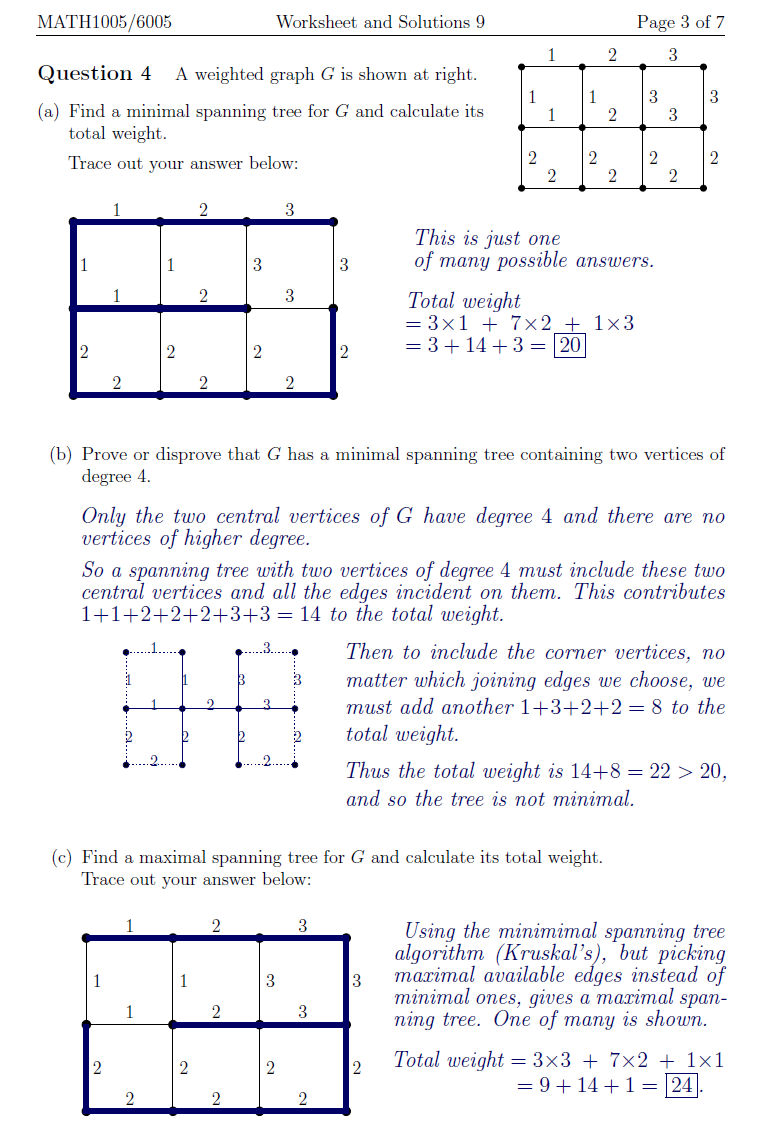 MATH1005/6005 Worksheet and Solutions 9 Page 3 of 7
Question 4 A weighted graph G is shown at right.
(a) Find a minimal spanning tree for G and calculate its
total weight.
Trace out your answer below:
1 2 3
1 1 3 3
1 2 3
2 2 2 2
2 2 2
1 2 3
1 1 3 3
1 2 3
2 2 2 2
2 2 2
This is just one
of many possible answers.
Total weight
= 3×1 + 7×2 + 1×3
= 3 + 14 + 3 = 20
(b) Prove or disprove that G has a minimal spanning tree containing two vertices of
degree 4.
Only the two central vertices of G have degree 4 and there are no
vertices of higher degree.
So a spanning tree with two vertices of degree 4 must include these two
central vertices and all the edges incident on them. This contributes
1+1+2+2+2+3+3 = 14 to the total weight.
1 3
1 1 3 3
1 2 3
2 2 2 2
2 2
Then to include the corner vertices, no
matter which joining edges we choose, we
must add another 1+3+2+2 = 8 to the
total weight.
Thus the total weight is 14+8 = 22 > 20,
and so the tree is not minimal.
(c) Find a maximal spanning tree for G and calculate its total weight.
Trace out your answer below:
1 2 3
1 1 3 3
1 2 3
2 2 2 2
2 2 2
Using the minimimal spanning tree
algorithm (Kruskal's), but picking
maximal available edges instead of
minimal ones, gives a maximal span-
ning tree. One of many is shown.
Total weight = 3×3 + 7×2 + 1×1
= 9 + 14 + 1 = 24.